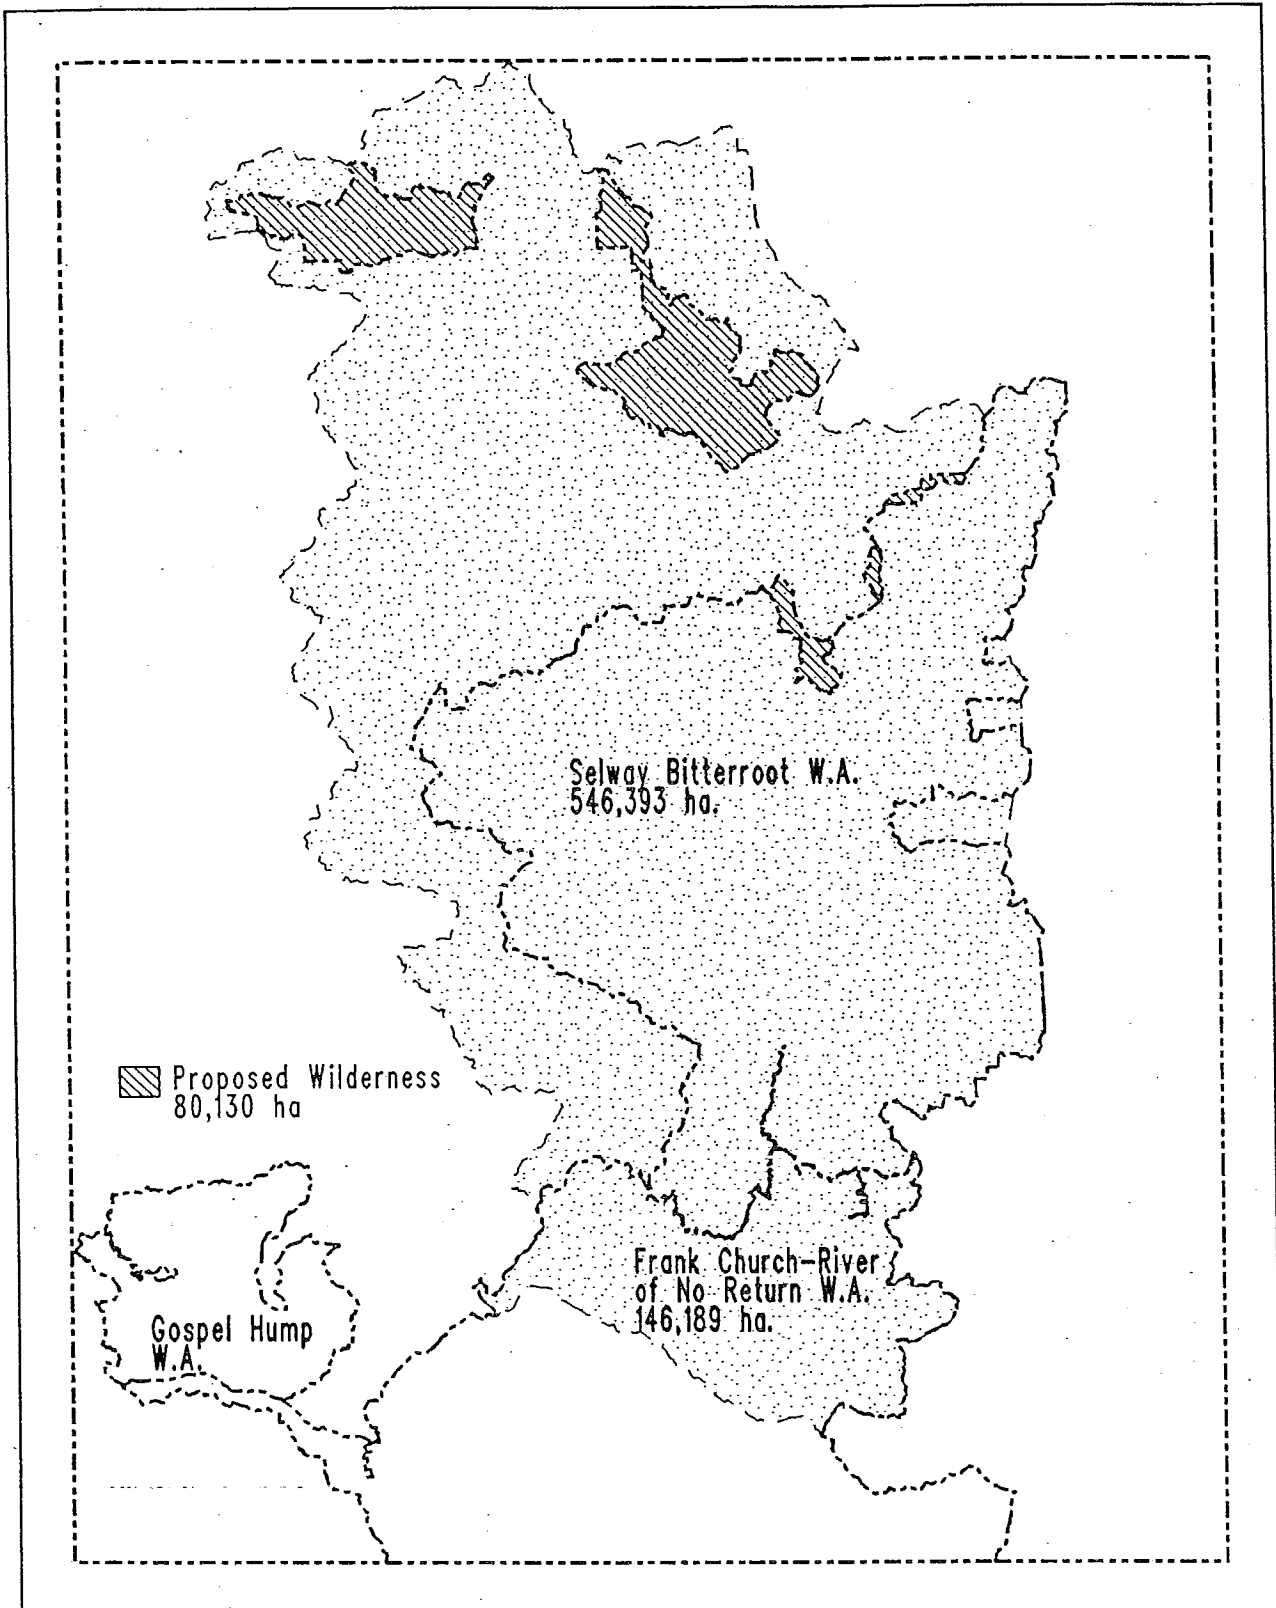 Selway Bitterroot W.A.
546,393 ha.
Proposed Wilderness
80,130 ha
Frank Church-River
of No Return W.A.
146,189 ha.
Gospel Hump
W.A.